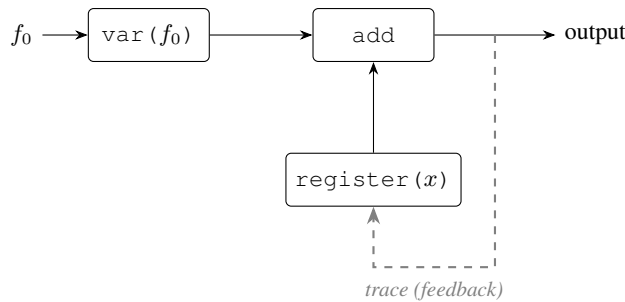 f₀
var(f₀)
add
output
register(x)
trace (feedback)